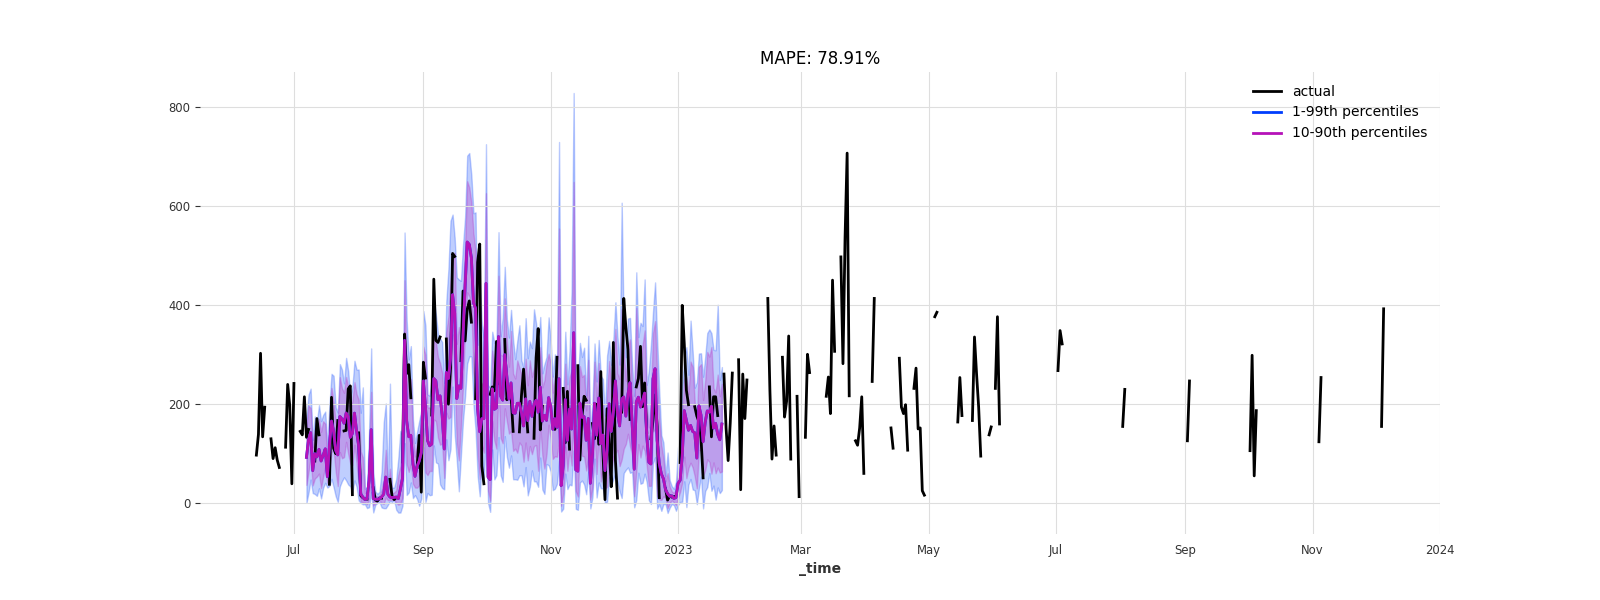 MAPE: 78.91%
actual
1-99th percentiles
10-90th percentiles
800
600
400
200
0
Jul Sep Nov 2023 Mar May Jul Sep Nov 2024
_time